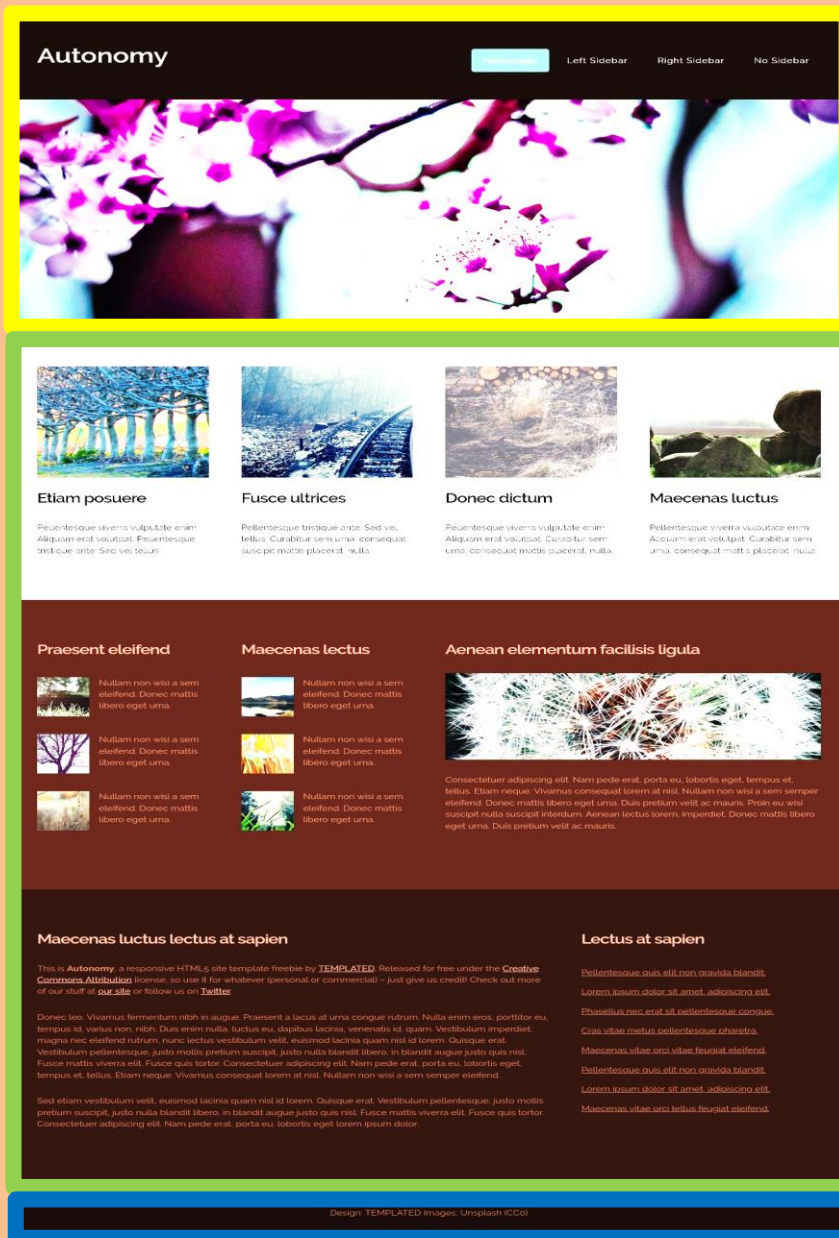 Autonomy
Homepage Left Sidebar Right Sidebar No Sidebar
Etiam posuere
Pellentesque viverra vulputate enim.
Aliquam erat volutpat. Pellentesque
tristique ante. Sed vel tellus.
Fusce ultrices
Pellentesque tristique ante. Sed vel
tellus. Curabitur sem urna, consequat
suscipit mattis placerat, nulla.
Donec dictum
Pellentesque viverra vulputate enim.
Aliquam erat volutpat. Curabitur sem
urna, consequat mattis placerat, nulla.
Maecenas luctus
Pellentesque viverra vulputate enim.
Aliquam erat volutpat. Curabitur sem
urna, consequat mattis placerat, nulla.
Praesent eleifend
Nullam non wisi a sem
eleifend. Donec mattis
libero eget urna.
Nullam non wisi a sem
eleifend. Donec mattis
libero eget urna.
Nullam non wisi a sem
eleifend. Donec mattis
libero eget urna.
Maecenas lectus
Nullam non wisi a sem
eleifend. Donec mattis
libero eget urna.
Nullam non wisi a sem
eleifend. Donec mattis
libero eget urna.
Nullam non wisi a sem
eleifend. Donec mattis
libero eget urna.
Aenean elementum facilisis ligula
Consectetuer adipiscing elit. Nam pede erat, porta eu, lobortis eget, tempus et,
tellus. Etiam neque. Vivamus consequat lorem at nisl. Nullam non wisi a sem semper
eleifend. Donec mattis libero eget urna. Duis pretium velit ac mauris. Proin eu wisi
suscipit nulla suscipit interdum. Aenean lectus lorem, imperdiet. Donec mattis libero
eget urna. Duis pretium velit ac mauris.
Maecenas luctus lectus at sapien
This is Autonomy, a responsive HTML5 site template freebie by TEMPLATED. Released for free under the Creative
Commons Attribution license, so use it for whatever (personal or commercial) – just give us credit! Check out more
of our stuff at our site or follow us on Twitter.
Donec leo. Vivamus fermentum nibh in augue. Praesent a lacus at urna congue rutrum. Nulla enim eros, porttitor eu,
tempus id, varius non, nibh. Duis enim nulla, luctus eu, dapibus lacinia, venenatis id, quam. Vestibulum imperdiet,
magna nec eleifend rutrum, nunc lectus vestibulum velit, euismod lacinia quam nisl id lorem. Quisque erat.
Vestibulum pellentesque, justo mollis pretium suscipit, justo nulla blandit libero, in blandit augue justo quis nisl.
Fusce mattis viverra elit. Fusce quis tortor. Consectetuer adipiscing elit. Nam pede erat, porta eu, lobortis eget,
tempus et, tellus. Etiam neque. Vivamus consequat lorem at nisl. Nullam non wisi a sem semper eleifend.
Sed etiam vestibulum velit, euismod lacinia quam nisl id lorem. Quisque erat. Vestibulum pellentesque, justo mollis
pretium suscipit, justo nulla blandit libero, in blandit augue justo quis nisl. Fusce mattis viverra elit. Fusce quis tortor.
Consectetuer adipiscing elit. Nam pede erat, porta eu, lobortis eget lorem ipsum dolor.
Lectus at sapien
Pellentesque quis elit non gravida blandit.
Lorem ipsum dolor sit amet, adipiscing elit.
Phasellus nec erat sit pellentesque congue.
Cras vitae metus pellentesque pharetra.
Maecenas vitae orci vitae feugiat eleifend.
Pellentesque quis elit non gravida blandit.
Lorem ipsum dolor sit amet, adipiscing elit.
Maecenas vitae orci tellus feugiat eleifend.
Design: TEMPLATED Images: Unsplash (CC0)